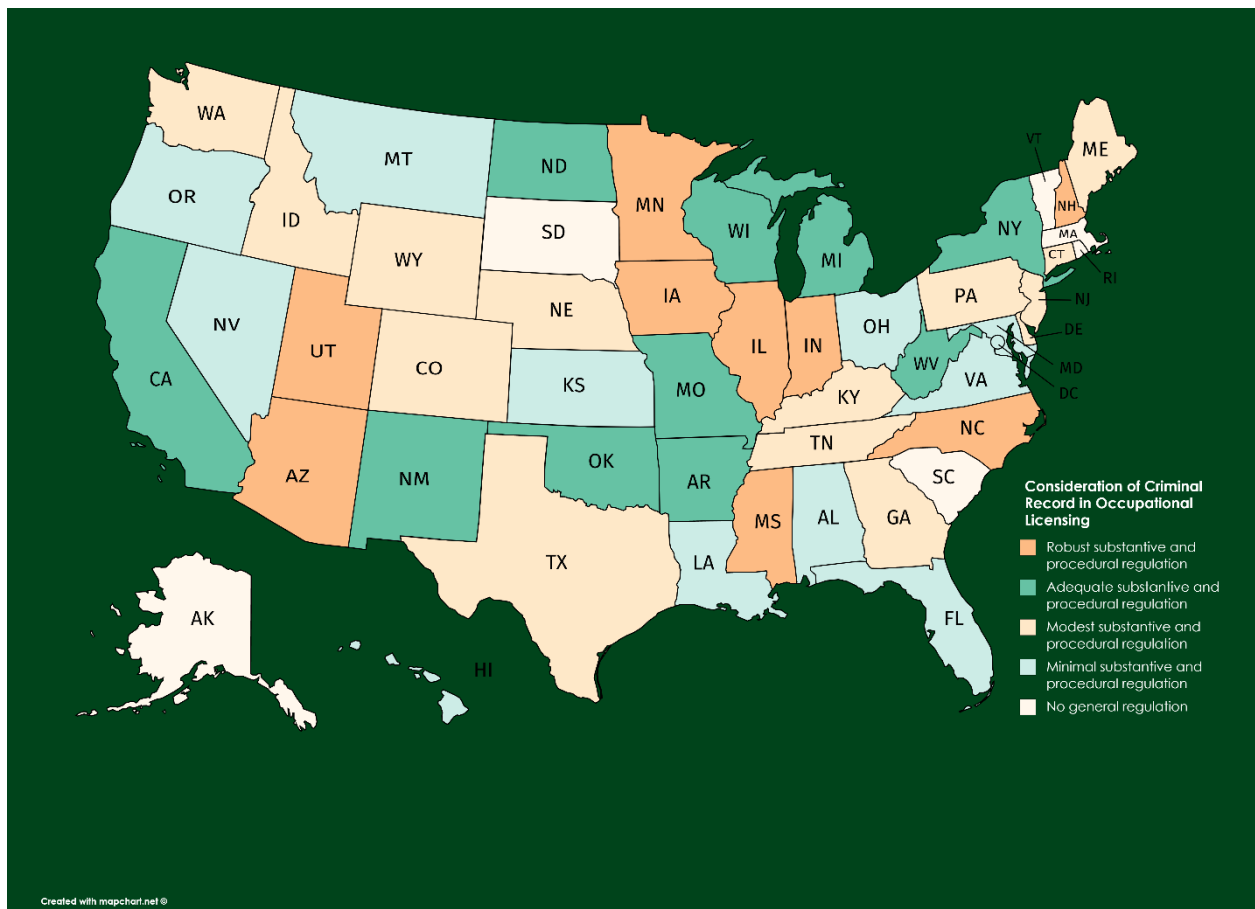 WA
MT
ND
MN
VT
ME
OR
ID
SD
WI
NY
NH
MA
WY
MI
CT
RI
IA
NE
PA
NJ
NV
OH
DE
UT
IL
IN
CO
WV
MD
CA
KS
MO
VA
DC
KY
NC
TN
AZ
NM
OK
AR
SC
MS
AL
GA
TX
LA
FL
AK
HI
Consideration of Criminal
Record in Occupational
Licensing
Robust substantive and
procedural regulation
Adequate substantive and
procedural regulation
Modest substantive and
procedural regulation
Minimal substantive and
procedural regulation
No general regulation
Created with mapchart.net ©